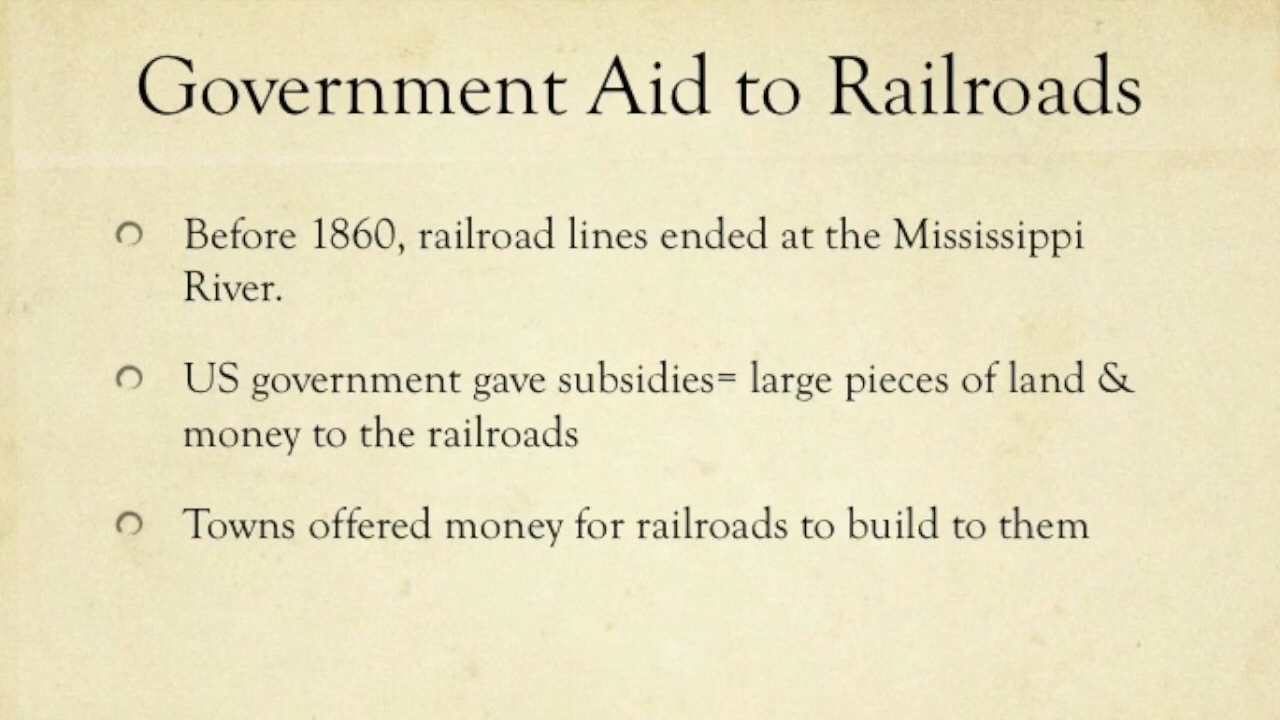 Government Aid to Railroads
Before 1860, railroad lines ended at the Mississippi
River.
US government gave subsidies= large pieces of land &
money to the railroads
Towns offered money for railroads to build to them